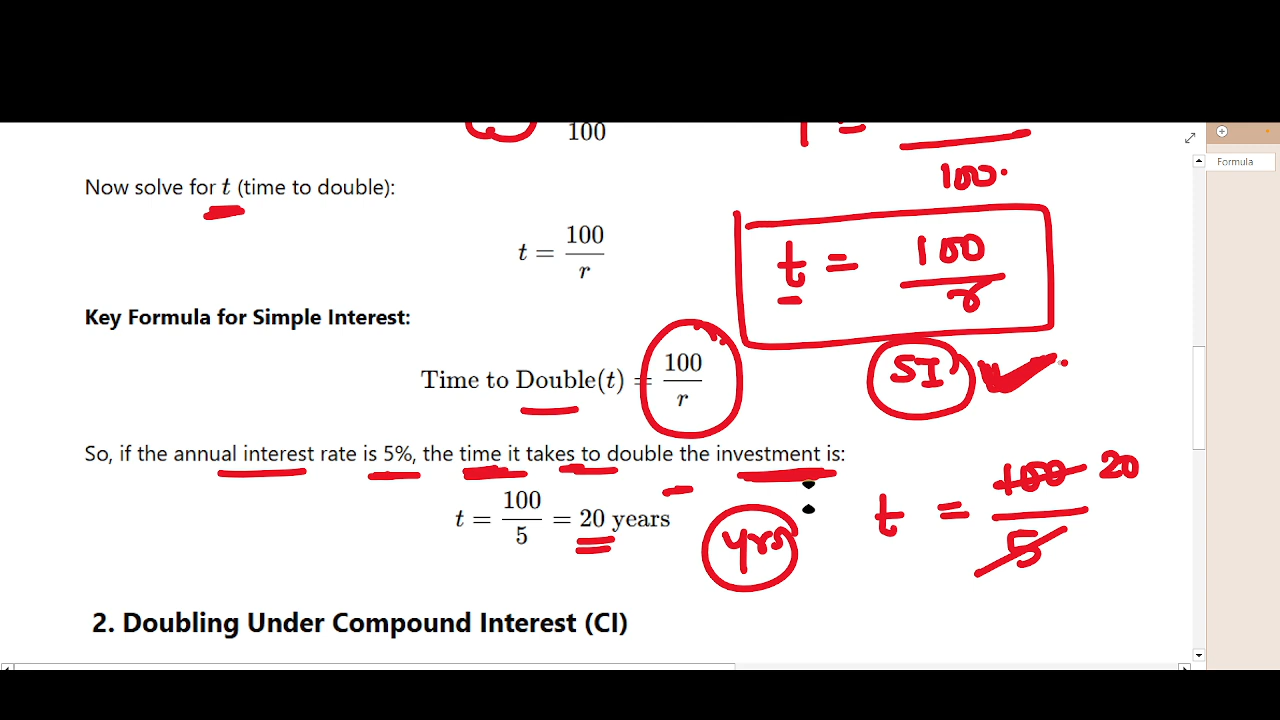 100
100.
Now solve for t (time to double):
t = 100/r
t = 100/r
Key Formula for Simple Interest:
Time to Double(t) = 100/r
SI
So, if the annual interest rate is 5%, the time it takes to double the investment is:
t = 100/5 = 20 years
yrs
t = 100/5 20
2. Doubling Under Compound Interest (CI)
Formula